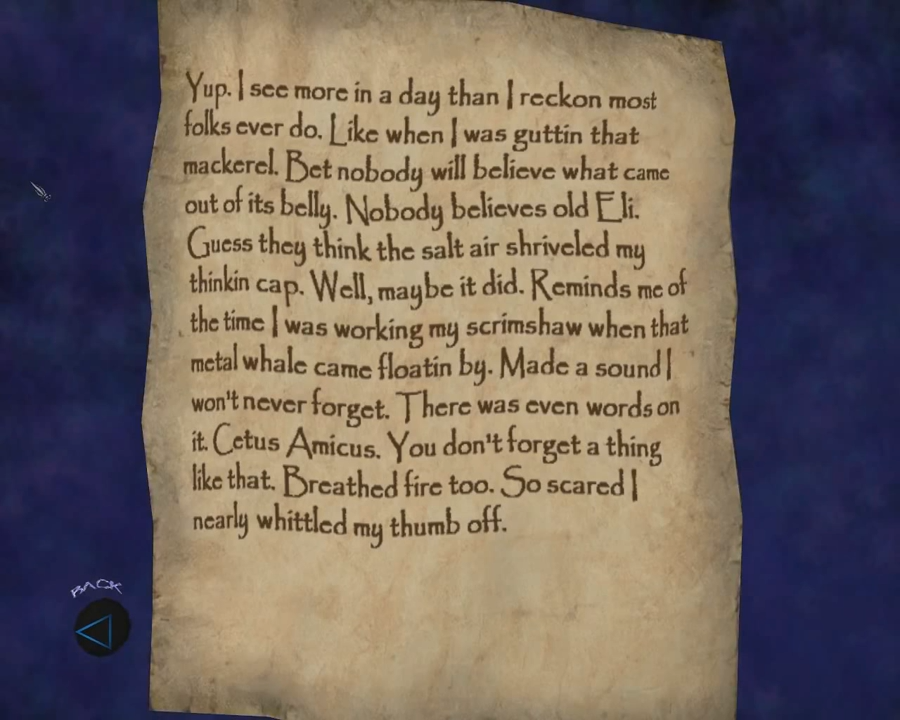 Yup. I see more in a day than I reckon most
folks ever do. Like when I was guttin that
mackerel. Bet nobody will believe what came
out of its belly. Nobody believes old Eli.
Guess they think the salt air shriveled my
thinkin cap. Well, maybe it did. Reminds me of
the time I was working my scrimshaw when that
metal whale came floatin by. Made a sound I
won't never forget. There was even words on
it. Cetus Amicus. You don't forget a thing
like that. Breathed fire too. So scared I
nearly whittled my thumb off.
BACK